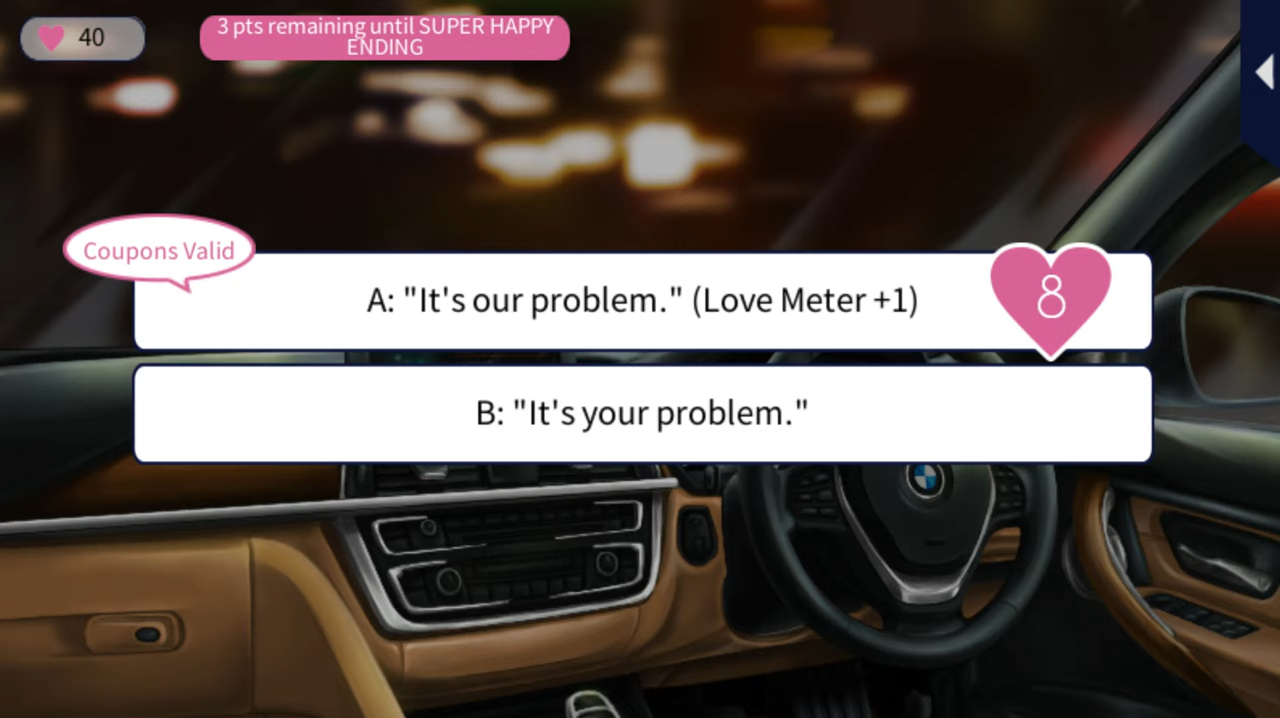 40
3 pts remaining until SUPER HAPPY
ENDING
Coupons Valid
A: "It's our problem." (Love Meter +1)
8
B: "It's your problem."